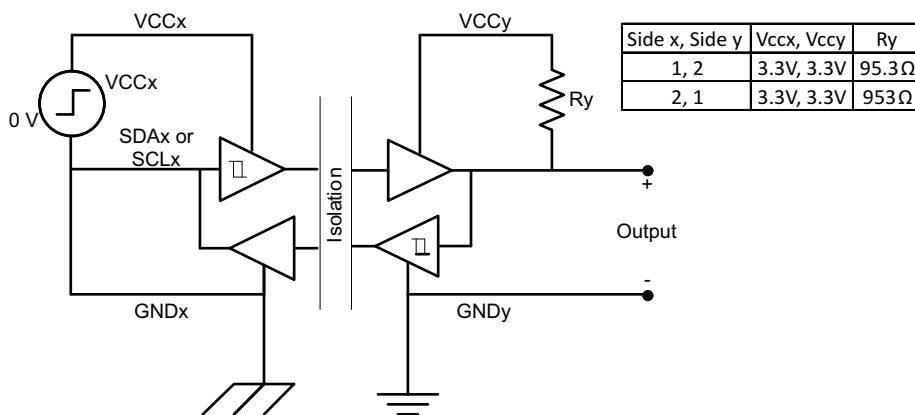 VCCx
VCCy
VCCx
0 V
SDAx or
SCLx
Isolation
Ry
+
Output
-
GNDx
GNDy
Side x, Side y Vccx, Vccy Ry
1, 2 3.3V, 3.3V 95.3Ω
2, 1 3.3V, 3.3V 953Ω